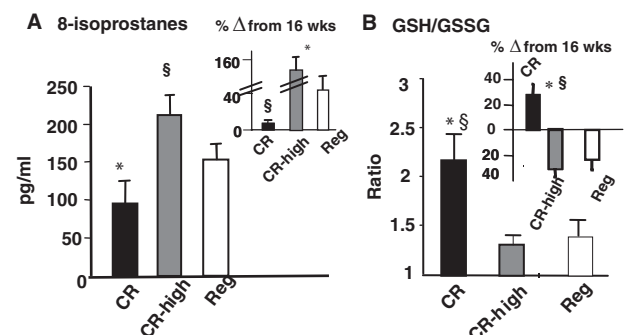 A 8-isoprostanes
% Δ from 16 wks
160
40
0
§
*
CR
CR-high
Reg
pg/ml
250
200
150
100
50
0
*
§
CR
CR-high
Reg
B GSH/GSSG
% Δ from 16 wks
40
20
0
20
40
CR
* §
CR-high
Reg
Ratio
3
2.5
2
1.5
1
* §
CR
CR-high
Reg